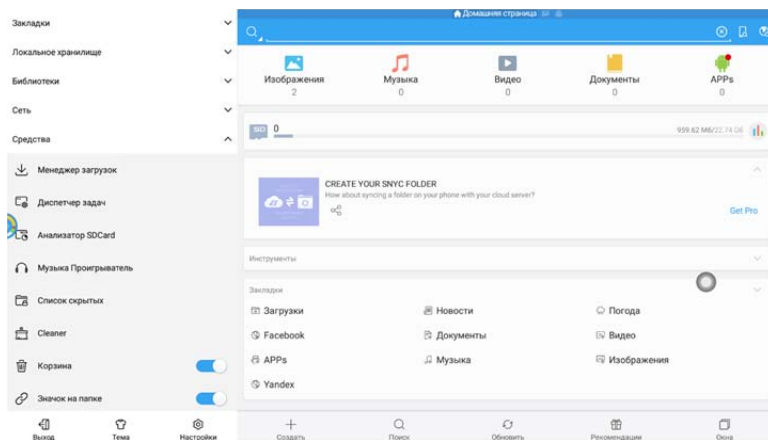 Закладки
Локальное хранилище
Библиотеки
Сеть
Средства
Менеджер загрузок
Диспетчер задач
Анализатор SDCard
Музыка Проигрыватель
Список скрытых
Cleaner
Корзина
Значок на папке
Выход Тема Настройки
Домашняя страница
Изображения Музыка Видео Документы APPs
2 0 0 0 0
SD 0 959.62 Мб/22.74 Gб
CREATE YOUR SNYC FOLDER
How about syncing a folder on your phone with your cloud server?
Get Pro
Инструменты
Закладки
Загрузки Новости Погода
Facebook Документы Видео
APPs Музыка Изображения
Yandex
Создать Поиск Обновить Рекомендации Окна